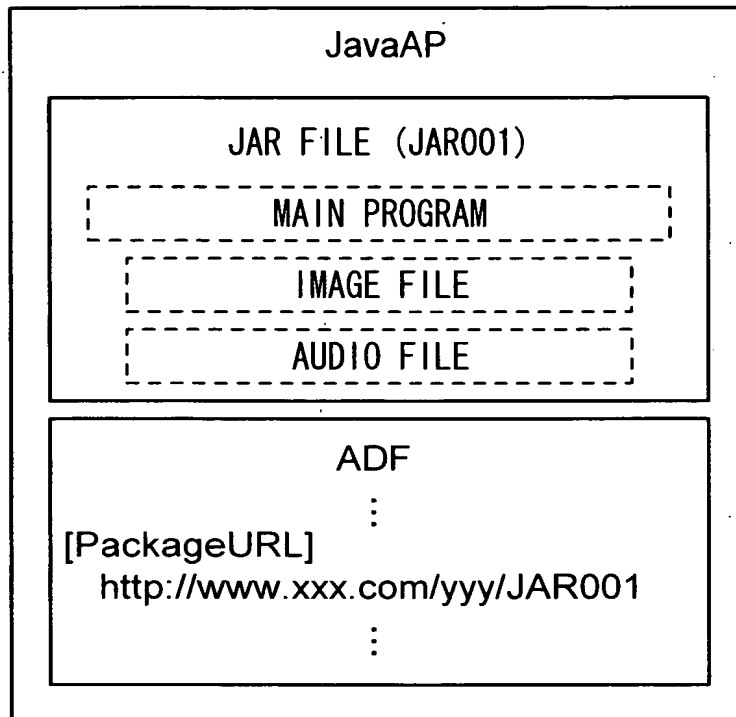 JavaAP
JAR FILE (JAR001)
MAIN PROGRAM
IMAGE FILE
AUDIO FILE
ADF
⋮
[PackageURL]
http://www.xxx.com/yyy/JAR001
⋮